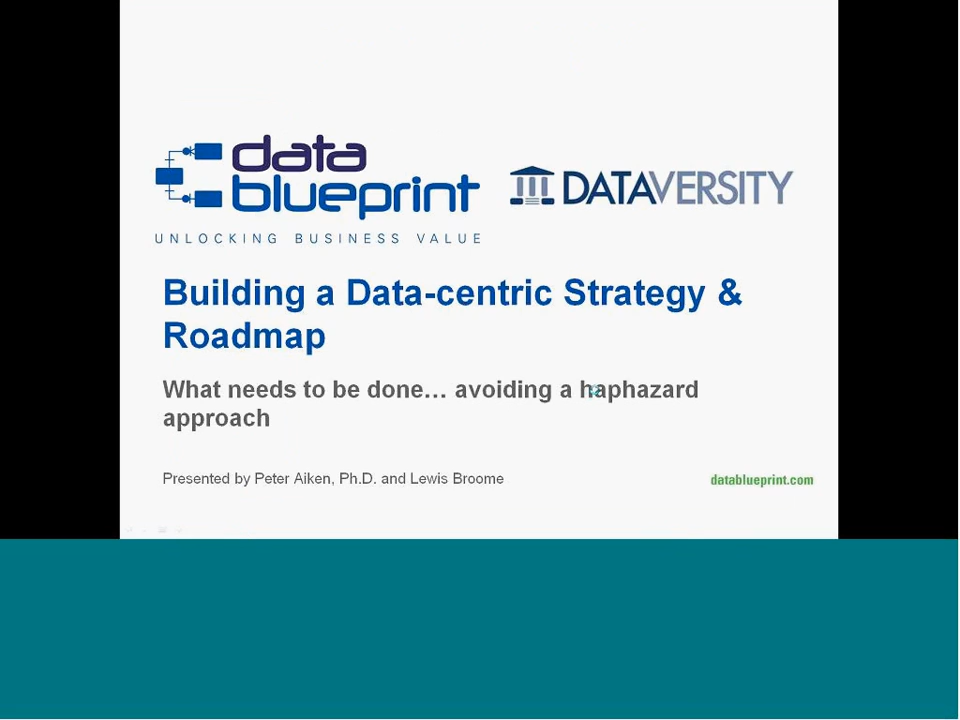 data
blueprint
UNLOCKING BUSINESS VALUE
DATAVERSITY
Building a Data-centric Strategy &
Roadmap
What needs to be done… avoiding a haphazard
approach
Presented by Peter Aiken, Ph.D. and Lewis Broome
datablueprint.com